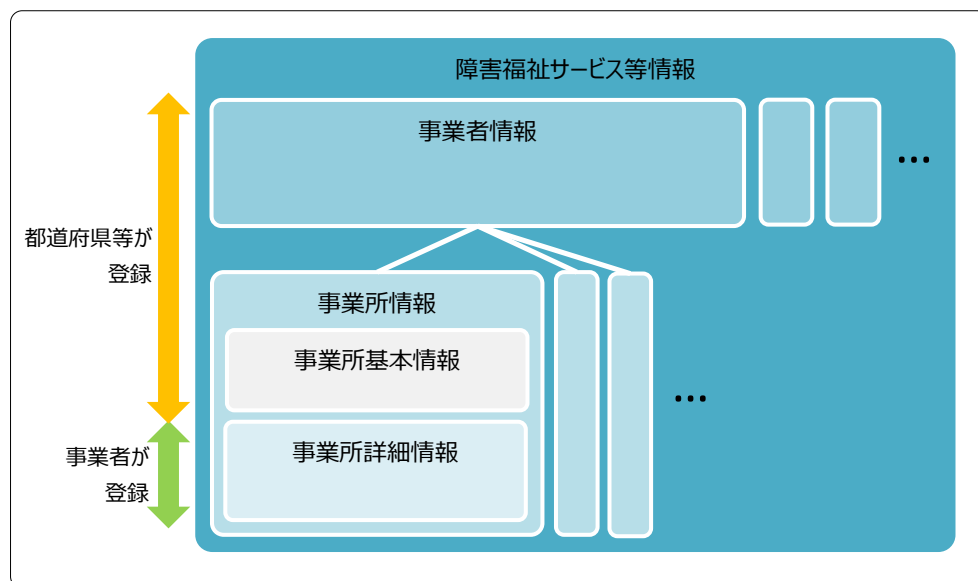 障害福祉サービス等情報
事業者情報
…
都道府県等が
登録
事業所情報
事業所基本情報
…
事業者が
登録
事業所詳細情報